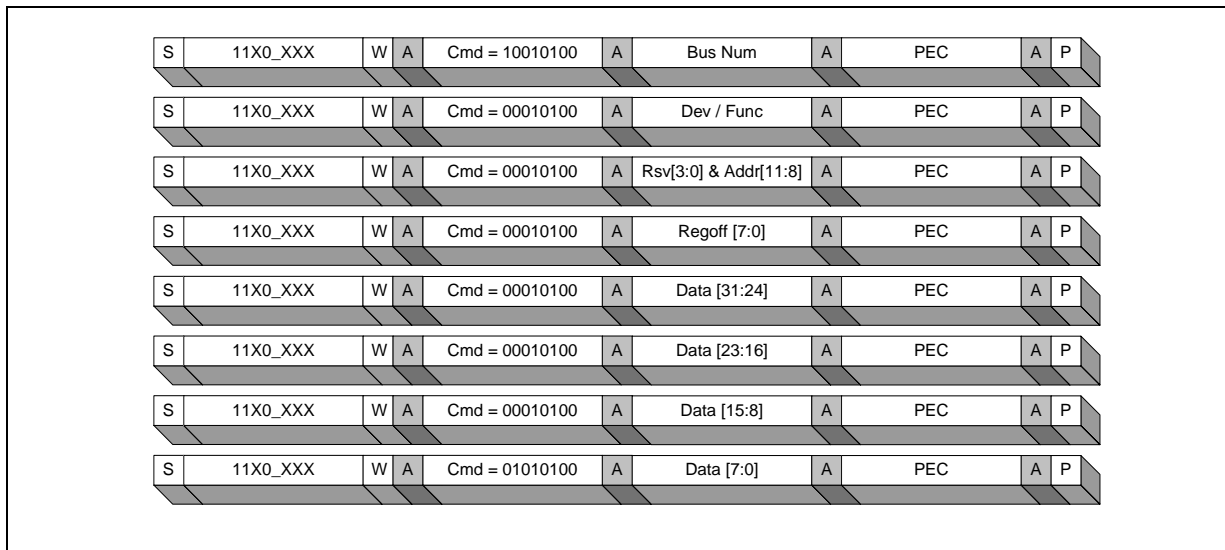 S 11X0_XXX W A Cmd = 10010100 A Bus Num A PEC A P
S 11X0_XXX W A Cmd = 00010100 A Dev / Func A PEC A P
S 11X0_XXX W A Cmd = 00010100 A Rsv[3:0] & Addr[11:8] A PEC A P
S 11X0_XXX W A Cmd = 00010100 A Regoff [7:0] A PEC A P
S 11X0_XXX W A Cmd = 00010100 A Data [31:24] A PEC A P
S 11X0_XXX W A Cmd = 00010100 A Data [23:16] A PEC A P
S 11X0_XXX W A Cmd = 00010100 A Data [15:8] A PEC A P
S 11X0_XXX W A Cmd = 01010100 A Data [7:0] A PEC A P